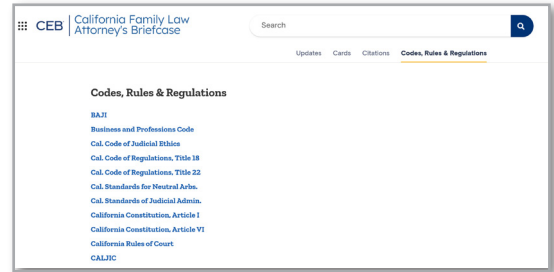 CEB California Family Law
Attorney's Briefcase
Search
Updates Cards Citations Codes, Rules & Regulations
Codes, Rules & Regulations
BAJI
Business and Professions Code
Cal. Code of Judicial Ethics
Cal. Code of Regulations, Title 18
Cal. Code of Regulations, Title 22
Cal. Standards for Neutral Arbs.
Cal. Standards of Judicial Admin.
California Constitution, Article I
California Constitution, Article VI
California Rules of Court
CALJIC